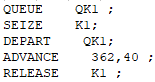 QUEUE QK1 ;
SEIZE K1;
DEPART QK1;
ADVANCE 362,40 ;
RELEASE K1 ;